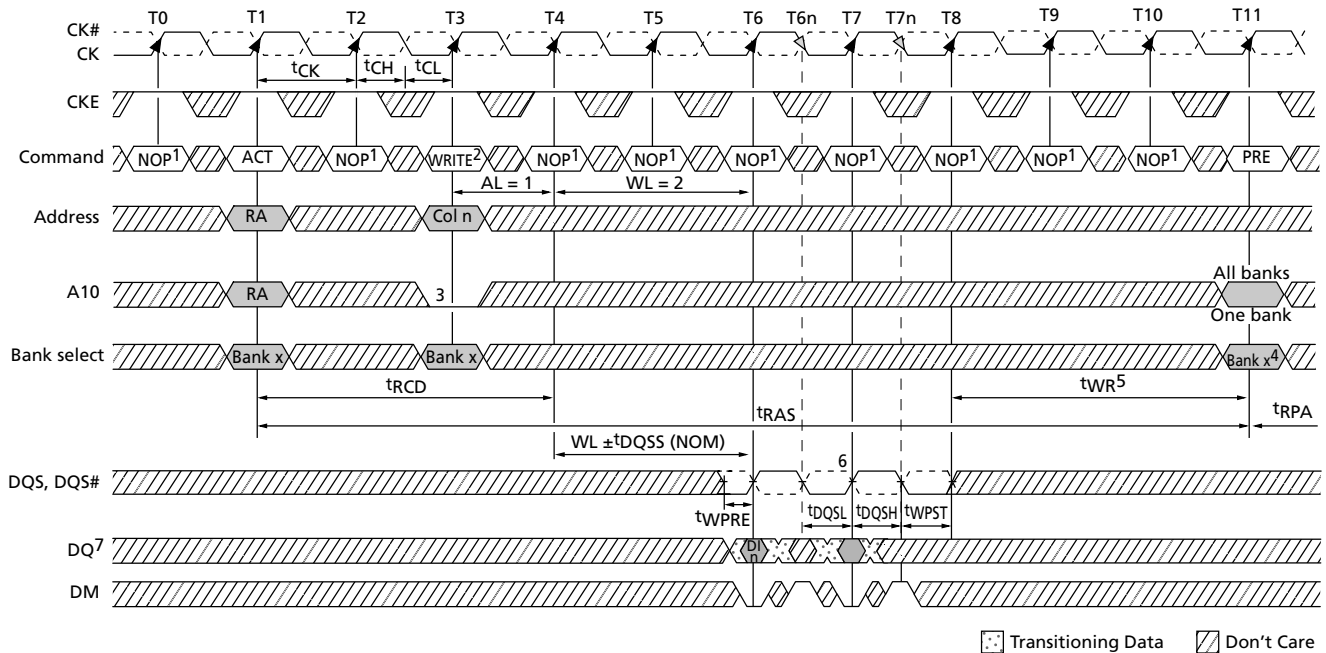 T0 T1 T2 T3 T4 T5 T6 T6n T7 T7n T8 T9 T10 T11
CK#
CK
tCK tCH tCL
CKE
Command NOP1 ACT NOP1 WRITE2 NOP1 NOP1 NOP1 NOP1 NOP1 NOP1 NOP1 PRE
AL = 1 WL = 2
Address RA Col n
All banks
A10 RA 3
One bank
Bank select Bank x Bank x Bank x4
tRCD tWR5
tRAS tRPA
WL ±tDQSS (NOM)
6
DQS, DQS#
tWPRE tDQSL tDQSH tWPST
DQ7 DI n
DM
Transitioning Data Don't Care